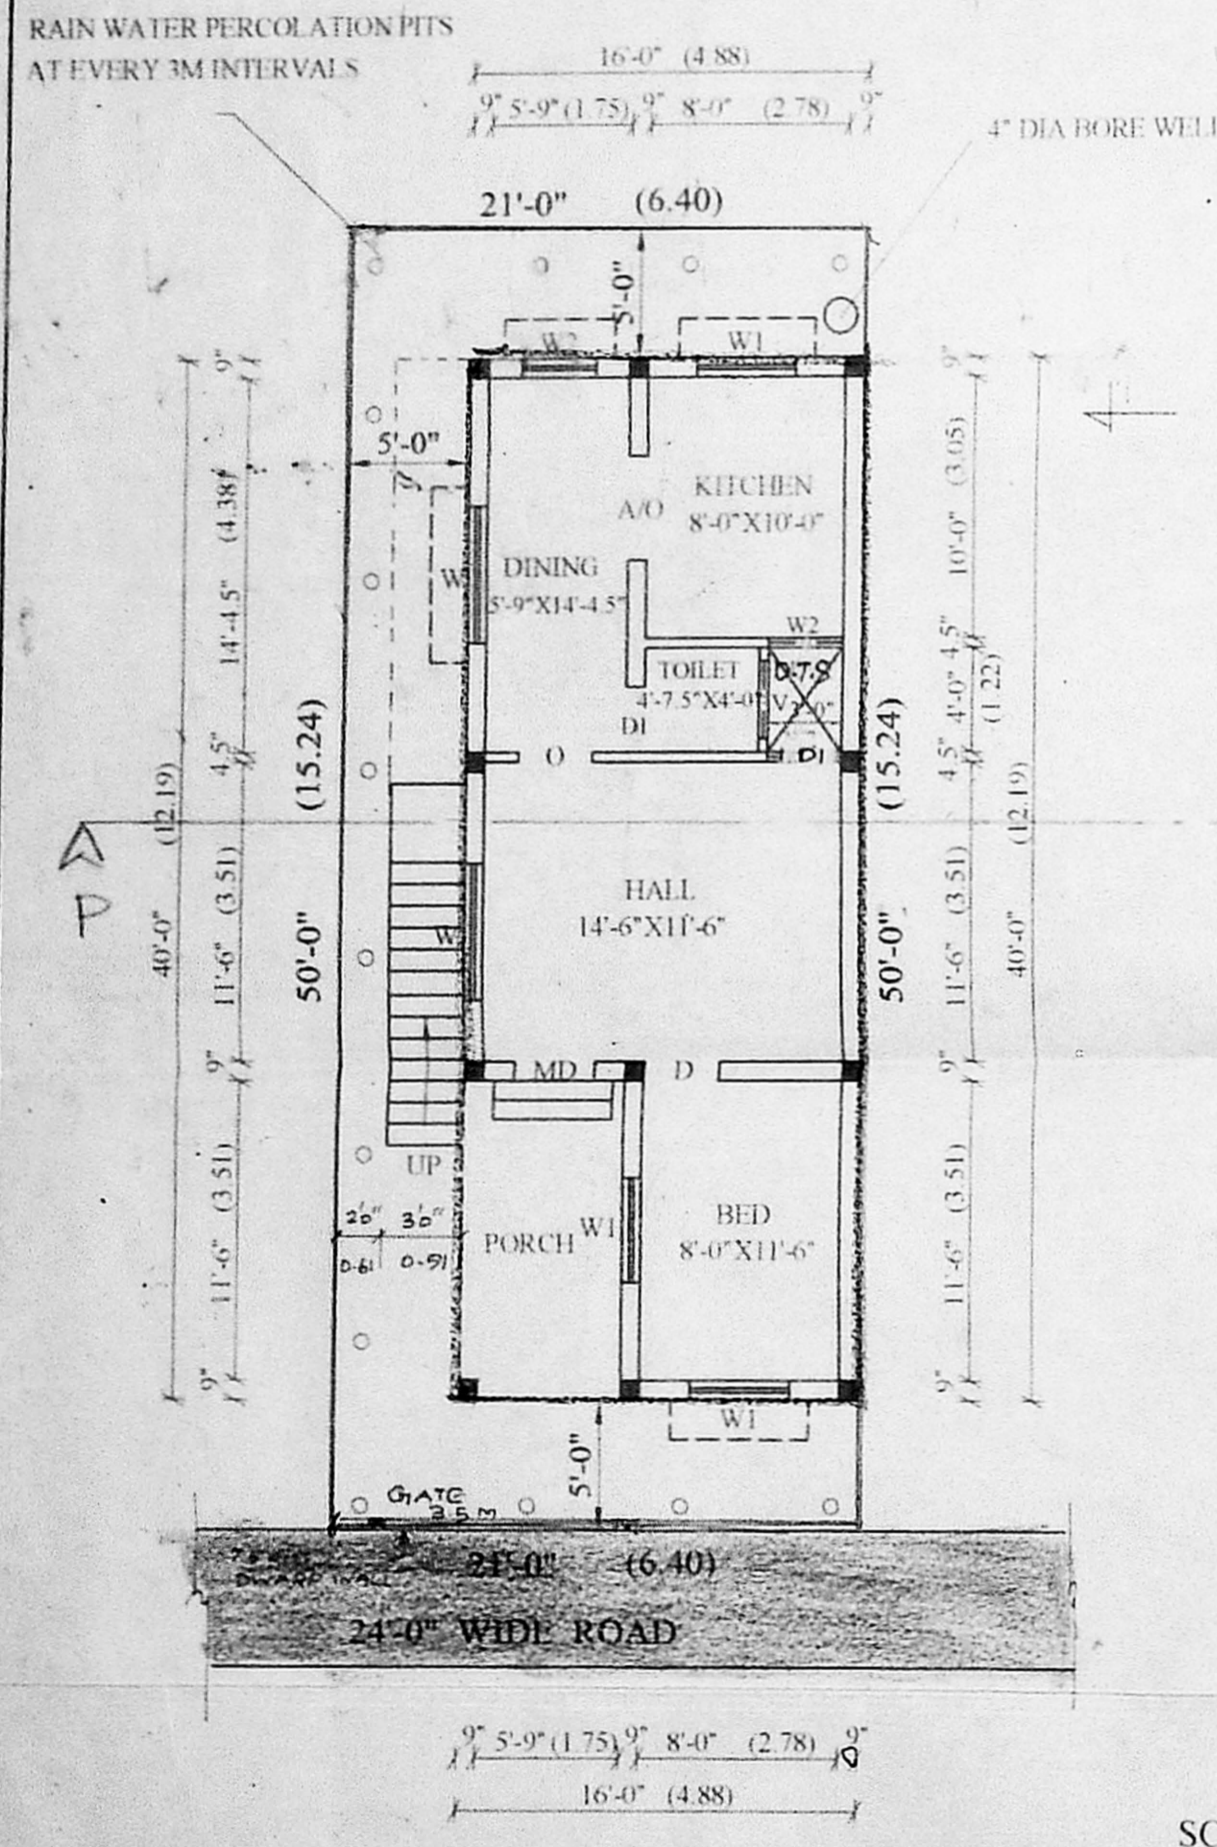 RAIN WATER PERCOLATION PITS
AT EVERY 3M INTERVALS
16'-0" (4.88)
9" 5'-9" (1.75) 9" 8'-0" (2.78) 9"
4" DIA BORE WELL
21'-0" (6.40)
5'-0"
W2 W1
9" 9"
5'-0"
14'-4.5" (4.38)
10'-0" (3.05)
KITCHEN
8'-0"X10'-0"
A/O
DINING
5'-9"X14'-4.5"
W
W2
TOILET
4'-7.5"X4'-0"
O.T.S
V 3'-0"
D1
O
D1
4.5"
4'-0"
(1.22)
4.5" 4.5"
(15.24) (15.24)
40'-0" (12.19)
40'-0" (12.19)
P
HALL
14'-6"X11'-6"
W
11'-6" (3.51)
11'-6" (3.51)
50'-0" 50'-0"
9" MD D 9"
UP
2'0" 3'0"
0.61 0.91
PORCH
W1
BED
8'-0"X11'-6"
11'-6" (3.51)
11'-6" (3.51)
9" 9"
W1
5'-0"
GATE
3.5 M
21'-0" (6.40)
DWARF WALL
24'-0" WIDE ROAD
9" 5'-9" (1.75) 9" 8'-0" (2.78) 9"
16'-0" (4.88)
SC